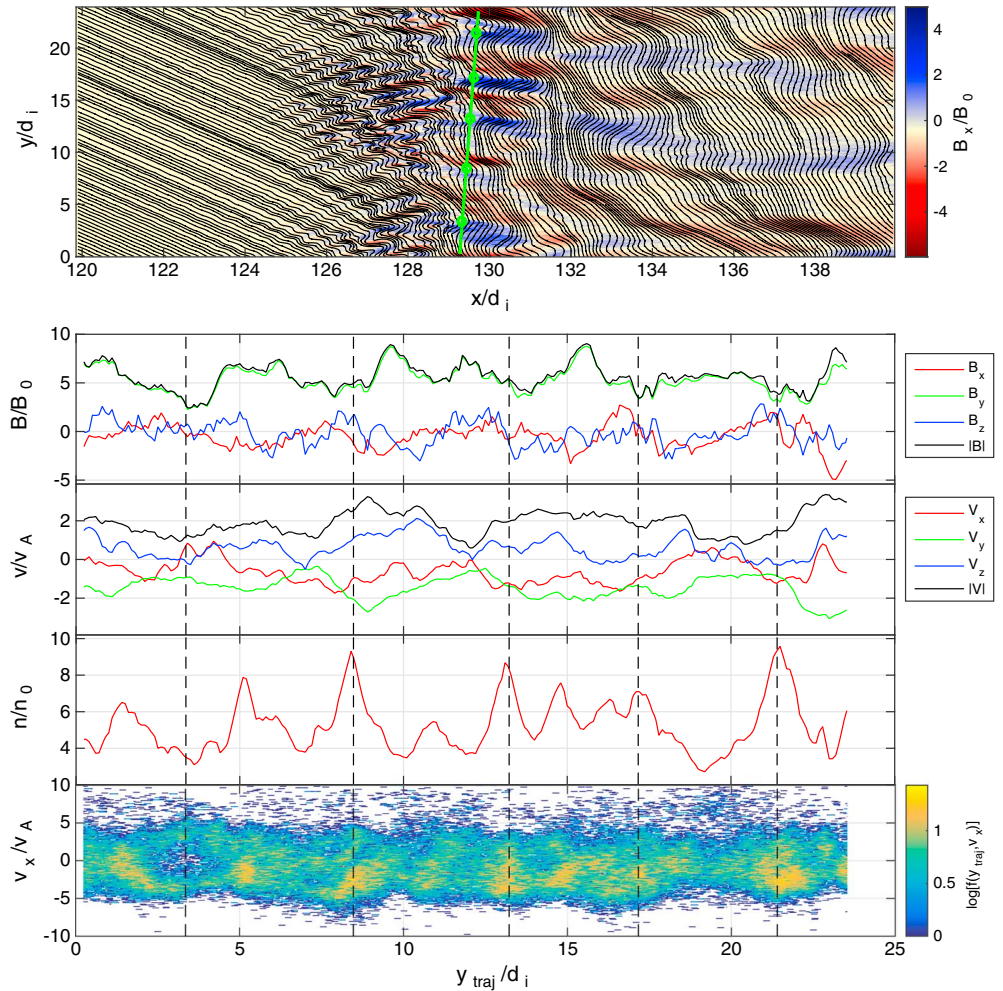 20
15
10
5
0
y/d i
120
122
124
126
128
130
132
134
136
138
x/d i
4
2
0
-2
-4
B x /B 0
10
5
0
-5
B/B 0
B x
B y
B z
|B|
2
0
-2
v/v A
V x
V y
V z
|V|
10
8
6
4
n/n 0
10
5
0
-5
-10
v x /v A
0
5
10
15
20
25
y traj /d i
1
0.5
0
log[f(y traj ,v x )]